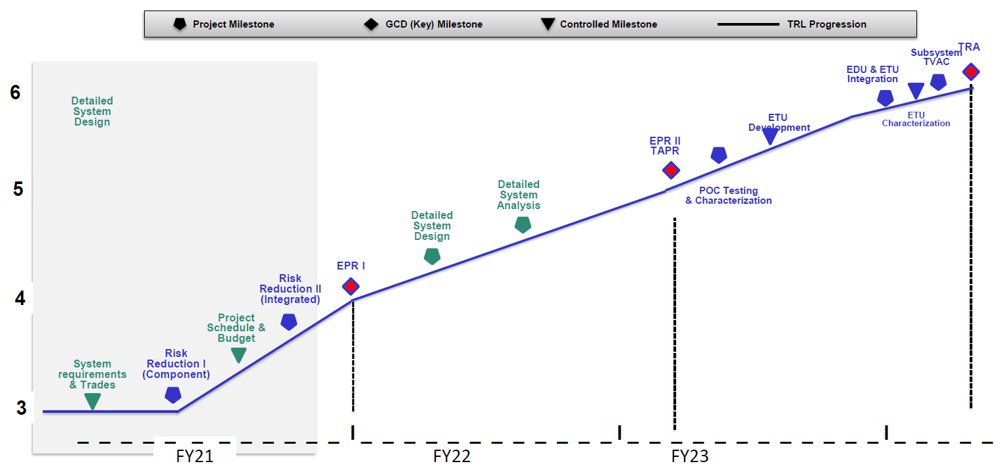 Project Milestone
GCD (Key) Milestone
Controlled Milestone
TRL Progression
6
5
4
3
Detailed
System
Design
System
requirements
& Trades
Risk
Reduction I
(Component)
Project
Schedule &
Budget
Risk
Reduction II
(Integrated)
EPR I
Detailed
System
Design
Detailed
System
Analysis
EPR II
TAPR
POC Testing
& Characterization
ETU
Development
EDU & ETU
Integration
ETU
Characterization
Subsystem
TVAC
TRA
FY21
FY22
FY23